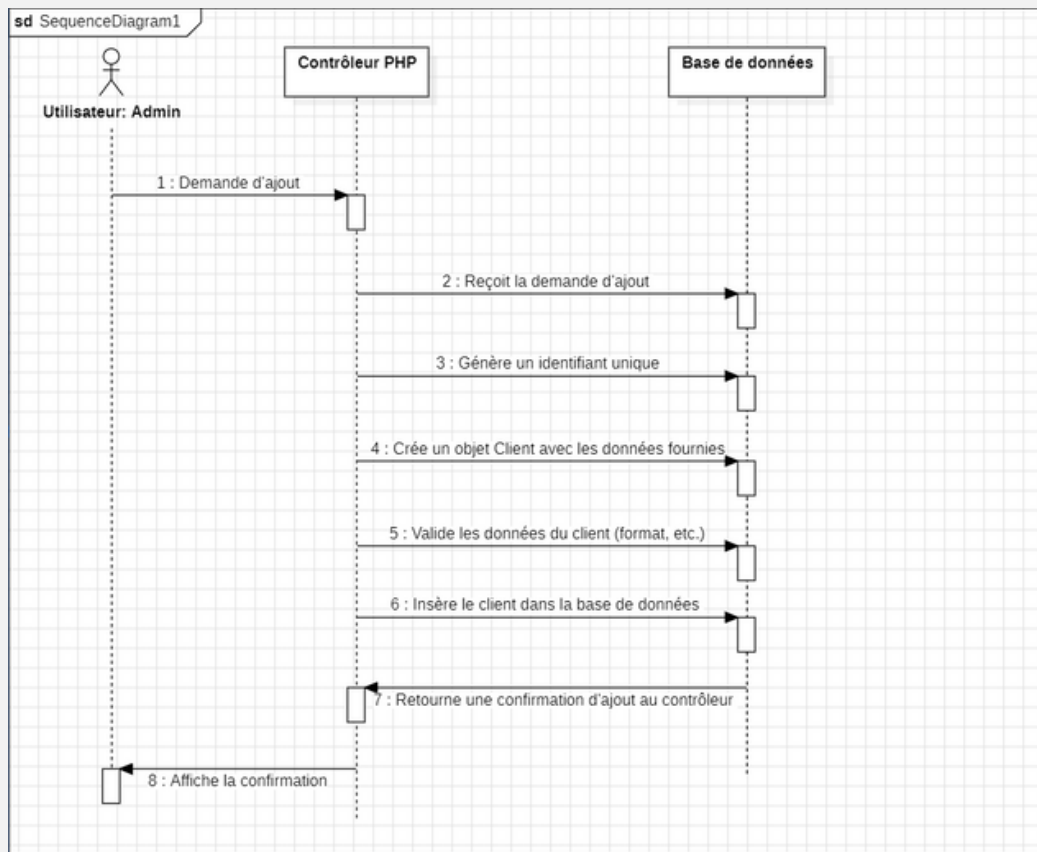 sd SequenceDiagram1
Contrôleur PHP
Base de données
Utilisateur: Admin
1 : Demande d'ajout
2 : Reçoit la demande d'ajout
3 : Génère un identifiant unique
4 : Crée un objet Client avec les données fournies
5 : Valide les données du client (format, etc.)
6 : Insère le client dans la base de données
7 : Retourne une confirmation d'ajout au contrôleur
8 : Affiche la confirmation